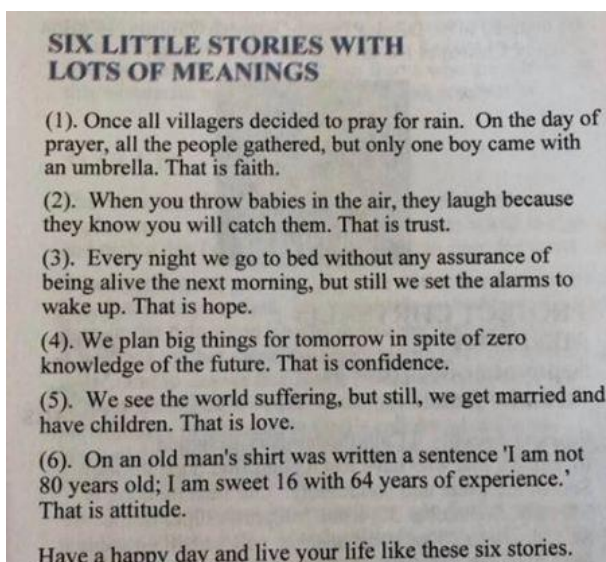 SIX LITTLE STORIES WITH
LOTS OF MEANINGS
(1). Once all villagers decided to pray for rain.  On the day of
prayer, all the people gathered, but only one boy came with
an umbrella. That is faith.
(2).  When you throw babies in the air, they laugh because
they know you will catch them. That is trust.
(3).  Every night we go to bed without any assurance of
being alive the next morning, but still we set the alarms to
wake up. That is hope.
(4). We plan big things for tomorrow in spite of zero
knowledge of the future. That is confidence.
(5).  We see the world suffering, but still, we get married and
have children. That is love.
(6).  On an old man's shirt was written a sentence 'I am not
80 years old; I am sweet 16 with 64 years of experience.’
That is attitude.
Have a happy day and live your life like these six stories.